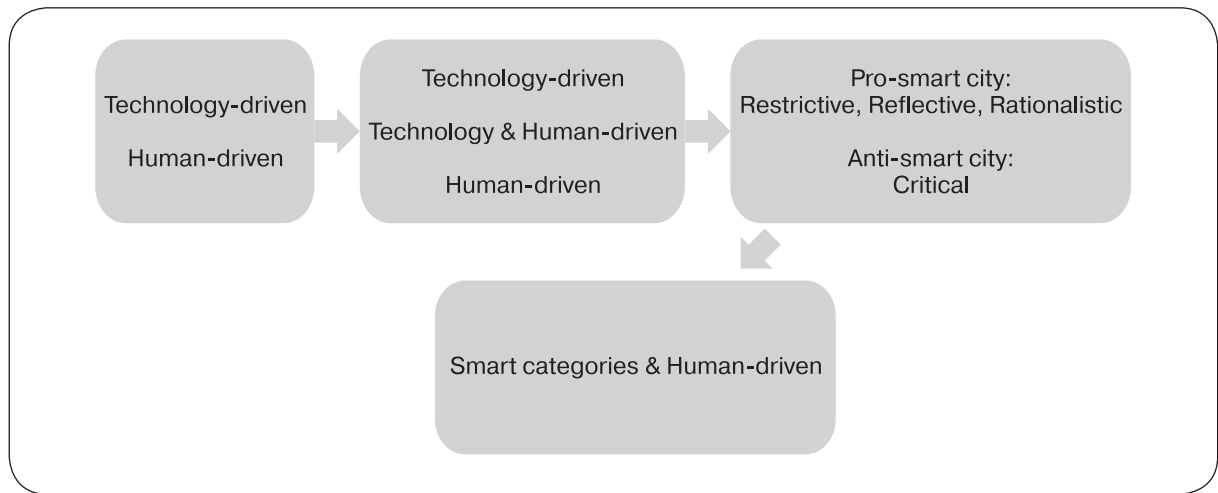 Technology-driven
Human-driven
Technology-driven
Technology & Human-driven
Human-driven
Pro-smart city:
Restrictive, Reflective, Rationalistic
Anti-smart city:
Critical
Smart categories & Human-driven